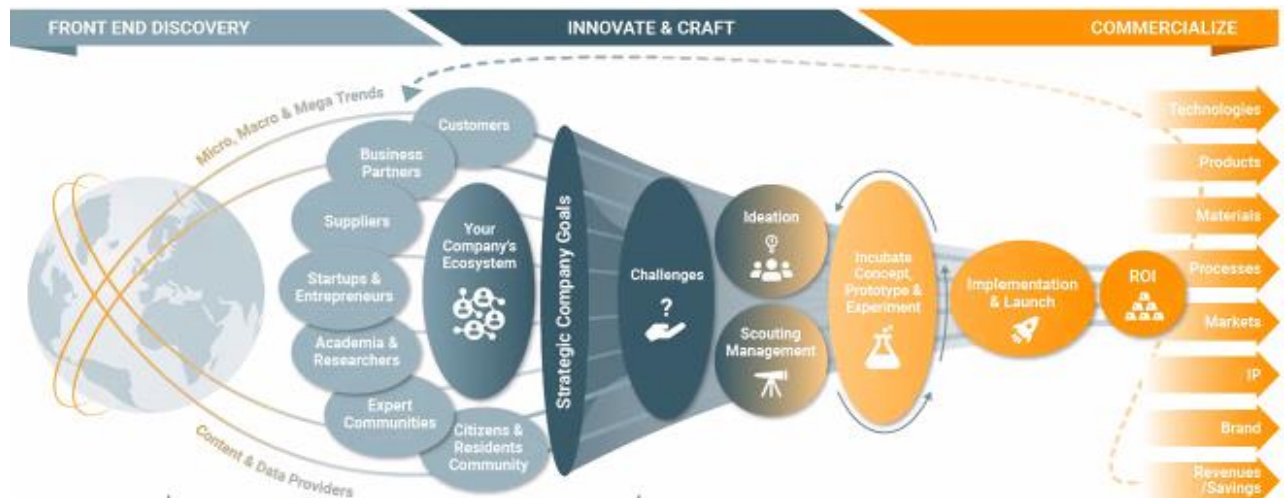 FRONT END DISCOVERY
INNOVATE & CRAFT
COMMERCIALIZE
Micro, Macro & Mega Trends
Customers
Business
Partners
Suppliers
Startups &
Entrepreneurs
Academia &
Researchers
Expert
Communities
Citizens &
Residents
Community
Content & Data Providers
Your
Company's
Ecosystem
Strategic Company Goals
Challenges
?
Ideation
Scouting
Management
Incubate
Concept,
Prototype &
Experiment
Implementation
& Launch
ROI
Technologies
Products
Materials
Processes
Markets
IP
Brand
Revenues
/Savings